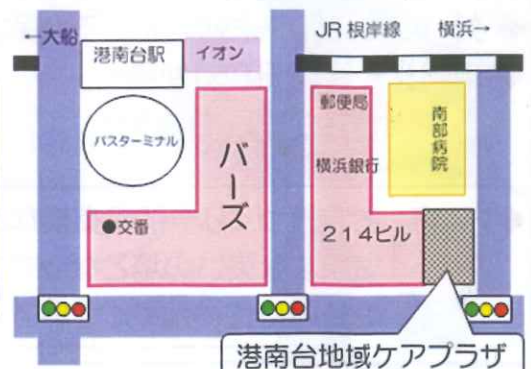 ←大船
港南台駅
イオン
JR 根岸線
横浜→
バスターミナル
バーズ
郵便局
横浜銀行
南部病院
●交番
214ビル
港南台地域ケアプラザ